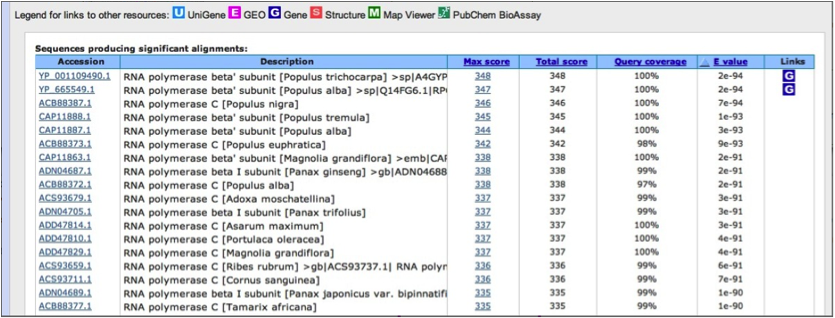 Legend for links to other resources: U UniGene E GEO G Gene S Structure M Map Viewer PubChem BioAssay
Sequences producing significant alignments:
Accession Description Max score Total score Query coverage E value Links
YP_001109490.1 RNA polymerase beta' subunit [Populus trichocarpa] >sp|A4GYP 348 348 100% 2e-94 G
YP_665549.1 RNA polymerase beta' subunit [Populus alba] >sp|Q14FG6.1|RPO 347 347 100% 2e-94 G
ACB88387.1 RNA polymerase C [Populus nigra] 346 346 100% 7e-94
CAP11888.1 RNA polymerase beta' subunit [Populus tremula] 345 345 100% 1e-93
CAP11887.1 RNA polymerase beta' subunit [Populus alba] 344 344 100% 3e-93
ACB88373.1 RNA polymerase C [Populus euphratica] 342 342 98% 9e-93
CAP11863.1 RNA polymerase beta' subunit [Magnolia grandiflora] >emb|CAP 338 338 100% 2e-91
ADN04687.1 RNA polymerase beta I subunit [Panax ginseng] >gb|ADN04688 338 338 99% 2e-91
ACB88372.1 RNA polymerase C [Populus alba] 338 338 97% 2e-91
ACS93679.1 RNA polymerase C [Adoxa moschatellina] 337 337 99% 3e-91
ADN04705.1 RNA polymerase beta I subunit [Panax trifolius] 337 337 99% 3e-91
ADD47814.1 RNA polymerase C [Asarum maximum] 337 337 100% 3e-91
ADD47810.1 RNA polymerase C [Portulaca oleracea] 337 337 100% 4e-91
ADD47829.1 RNA polymerase C [Magnolia grandiflora] 337 337 100% 4e-91
ACS93659.1 RNA polymerase C [Ribes rubrum] >gb|ACS93737.1| RNA polyr 336 336 99% 6e-91
ACS93711.1 RNA polymerase C [Cornus sanguinea] 336 336 99% 7e-91
ADN04689.1 RNA polymerase beta I subunit [Panax japonicus var. bipinnatifi 335 335 99% 1e-90
ACB88377.1 RNA polymerase C [Tamarix africana] 335 335 99% 1e-90